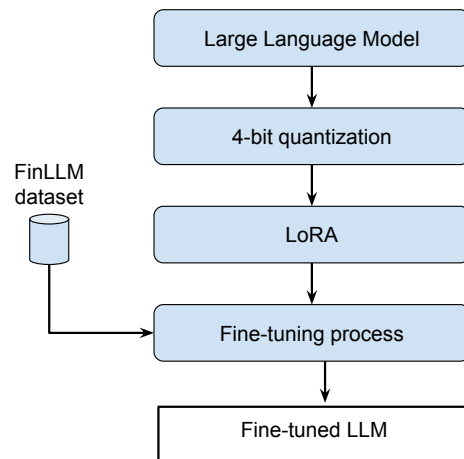 Large Language Model
4-bit quantization
FinLLM
dataset
LoRA
Fine-tuning process
Fine-tuned LLM